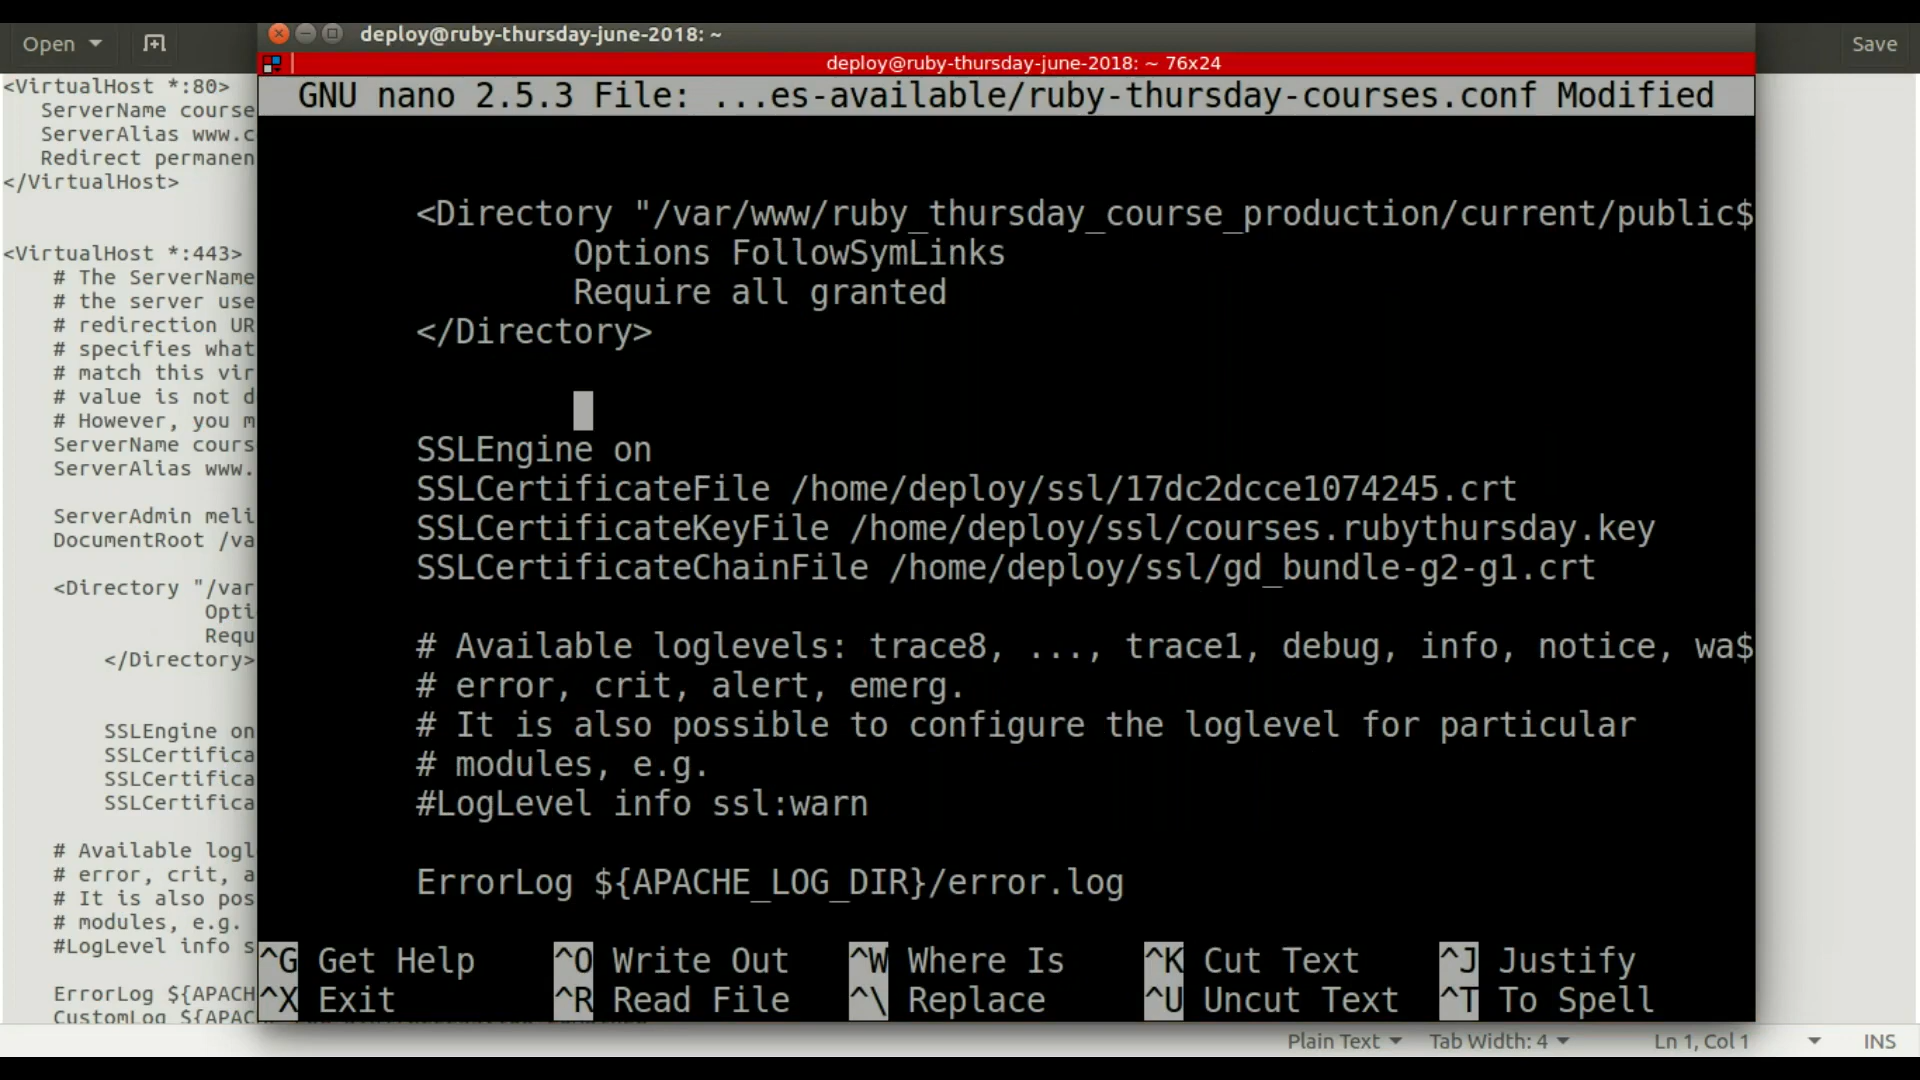 Open
Save
<VirtualHost *:80>
ServerName course
ServerAlias www.c
Redirect permanen
</VirtualHost>
<VirtualHost *:443>
# The ServerName
# the server use
# redirection UR
# specifies what
# match this vir
# value is not d
# However, you m
ServerName cours
ServerAlias www.
ServerAdmin meli
DocumentRoot /va
<Directory "/var
Opti
Requ
</Directory>
SSLEngine on
SSLCertifica
SSLCertifica
SSLCertifica
# Available logl
# error, crit, a
# It is also pos
# modules, e.g.
#LogLevel info s
ErrorLog ${APACH
CustomLog ${APAC
deploy@ruby-thursday-june-2018: ~
deploy@ruby-thursday-june-2018: ~ 76x24
GNU nano 2.5.3 File: ...es-available/ruby-thursday-courses.conf Modified
<Directory "/var/www/ruby_thursday_course_production/current/public$
Options FollowSymLinks
Require all granted
</Directory>
SSLEngine on
SSLCertificateFile /home/deploy/ssl/17dc2dcce1074245.crt
SSLCertificateKeyFile /home/deploy/ssl/courses.rubythursday.key
SSLCertificateChainFile /home/deploy/ssl/gd_bundle-g2-g1.crt
# Available loglevels: trace8, ..., trace1, debug, info, notice, wa$
# error, crit, alert, emerg.
# It is also possible to configure the loglevel for particular
# modules, e.g.
#LogLevel info ssl:warn
ErrorLog ${APACHE_LOG_DIR}/error.log
^G Get Help ^O Write Out ^W Where Is ^K Cut Text ^J Justify
^X Exit ^R Read File ^\ Replace ^U Uncut Text ^T To Spell
Plain Text Tab Width: 4 Ln 1, Col 1 INS